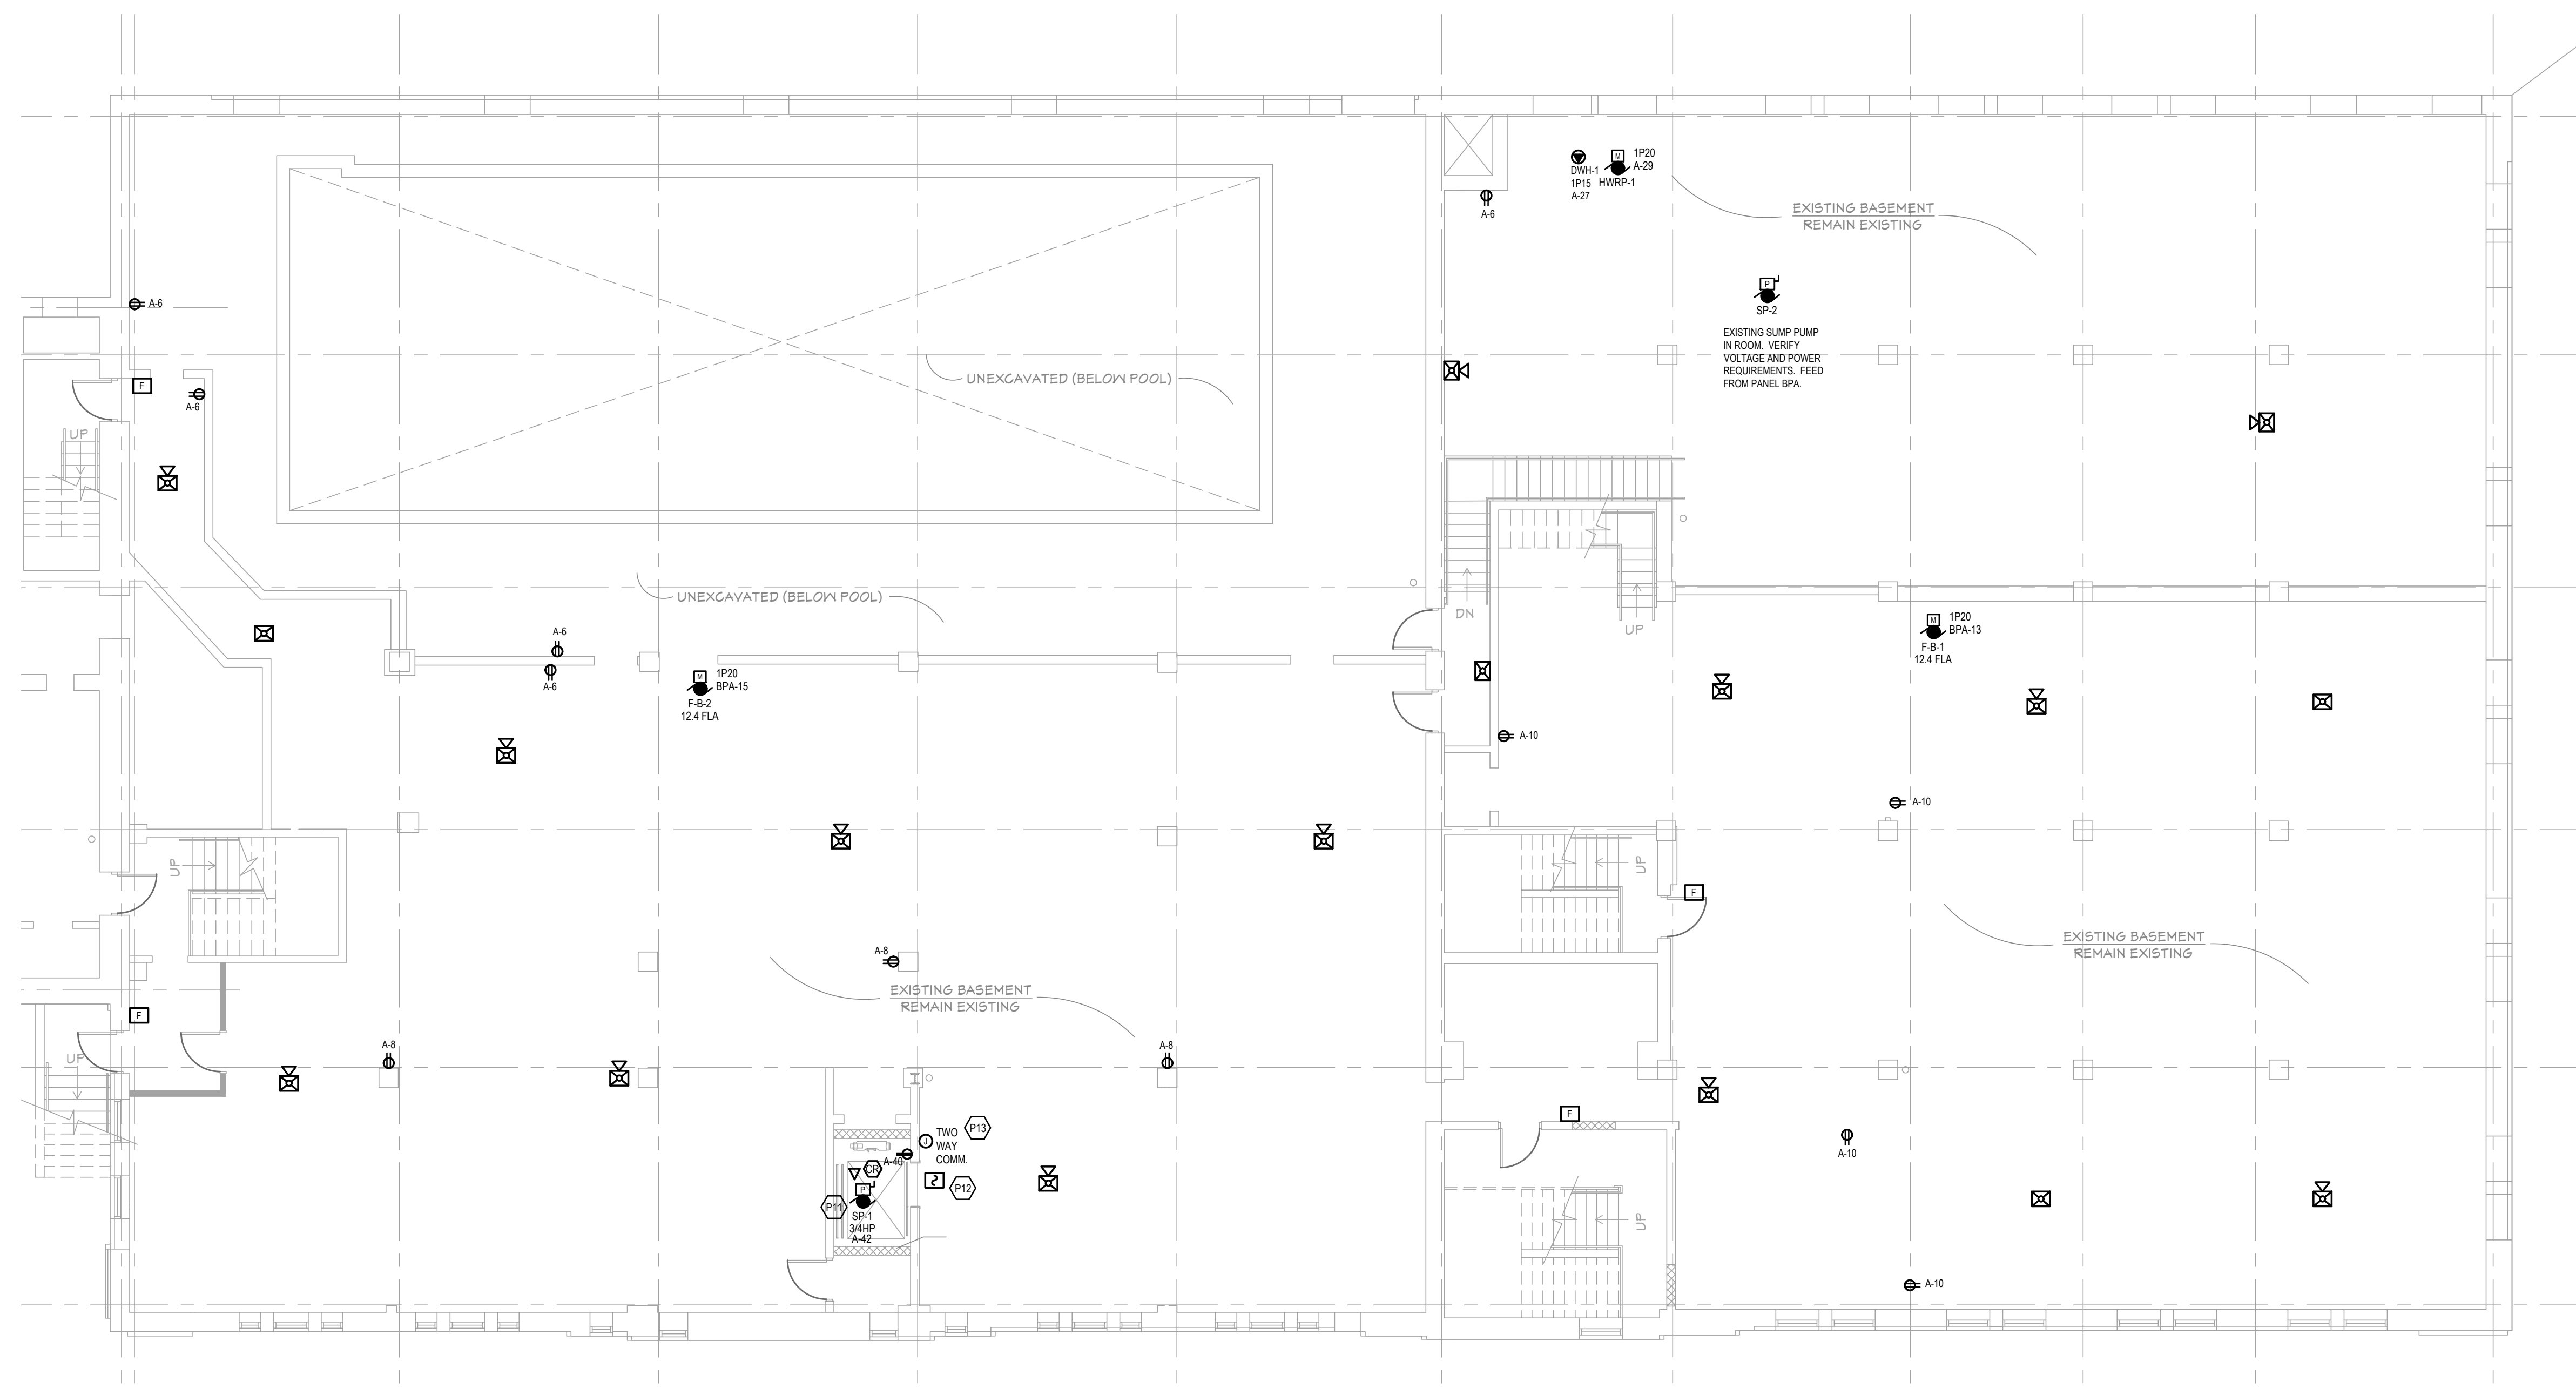 M
1P20
A-29
HWRP-1
DWH-1
1P15
A-27
A-6
EXISTING BASEMENT
REMAIN EXISTING
P
SP-2
EXISTING SUMP PUMP
IN ROOM. VERIFY
VOLTAGE AND POWER
REQUIREMENTS. FEED
FROM PANEL BPA.
A-6
F
A-6
UP
UNEXCAVATED (BELOW POOL)
UNEXCAVATED (BELOW POOL)
DN
UP
A-6
A-6
M
1P20
BPA-15
F-B-2
12.4 FLA
M
1P20
BPA-13
F-B-1
12.4 FLA
A-10
A-10
UP
UP
F
A-8
EXISTING BASEMENT
REMAIN EXISTING
EXISTING BASEMENT
REMAIN EXISTING
F
UP
A-8
A-8
F
J
TWO
WAY
COMM.
P13
A-40
CR
P12
P
P11
SP-1
3/4HP
A-42
A-10
UP
A-10